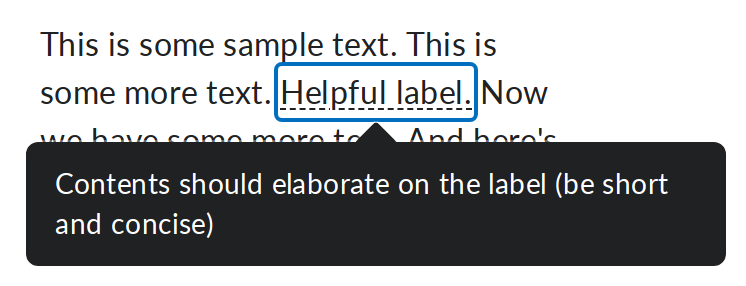 This is some sample text. This is
some more text. Helpful label. Now
we have some more te And here's
Contents should elaborate on the label (be short
and concise)